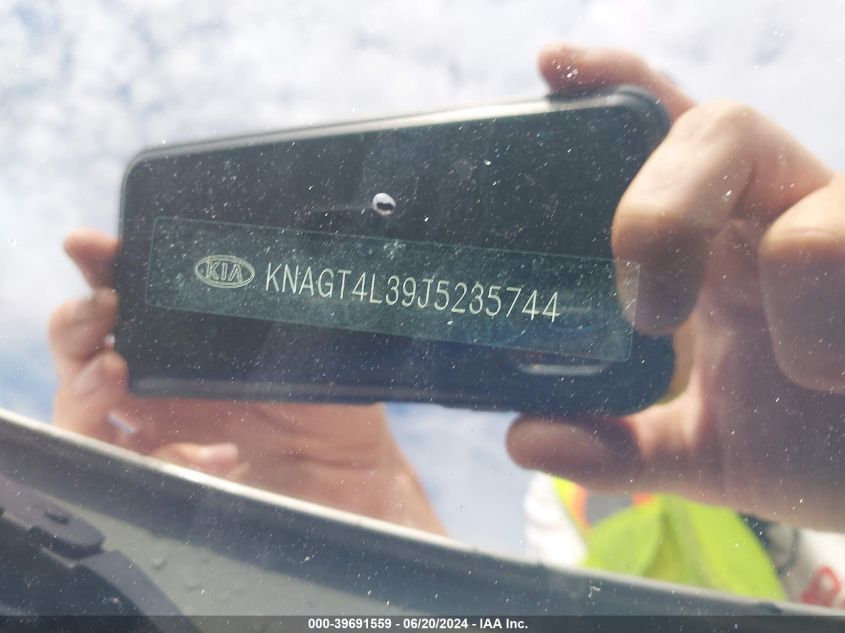 KIA KNAGT4L39J5235744
000-39691559 - 06/20/2024 - IAA Inc.